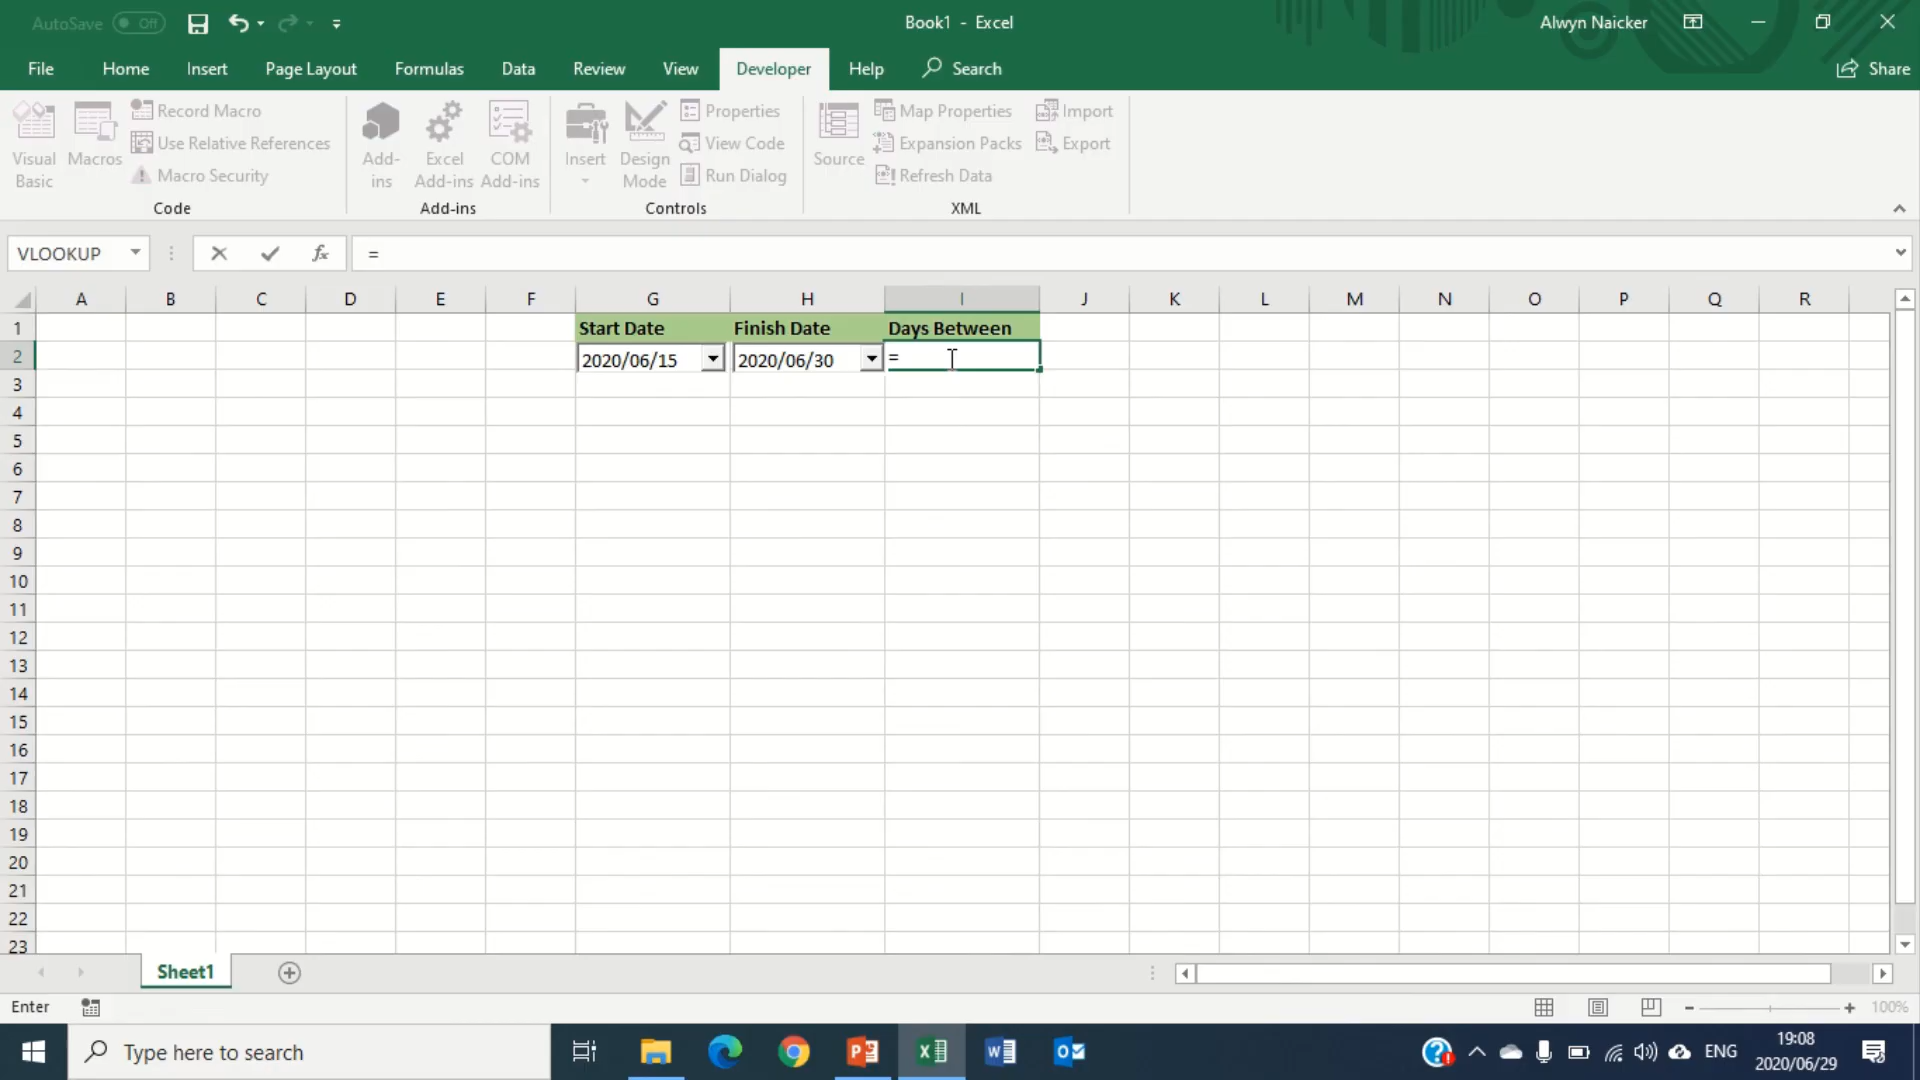 AutoSave Off Book1 - Excel Alwyn Naicker
File Home Insert Page Layout Formulas Data Review View Developer Help Search Share
Visual Basic
Macros
Record Macro
Use Relative References
Macro Security
Code
Add-ins
Excel Add-ins
COM Add-ins
Add-ins
Insert
Design Mode
Properties
View Code
Run Dialog
Controls
Source
Map Properties
Expansion Packs
Refresh Data
Import
Export
XML
VLOOKUP fx =
A B C D E F G H I J K L M N O P Q R
1 Start Date Finish Date Days Between
2 2020/06/15 2020/06/30 =
3
4
5
6
7
8
9
10
11
12
13
14
15
16
17
18
19
20
21
22
23
Sheet1
Enter 100%
Type here to search ENG 19:08
2020/06/29